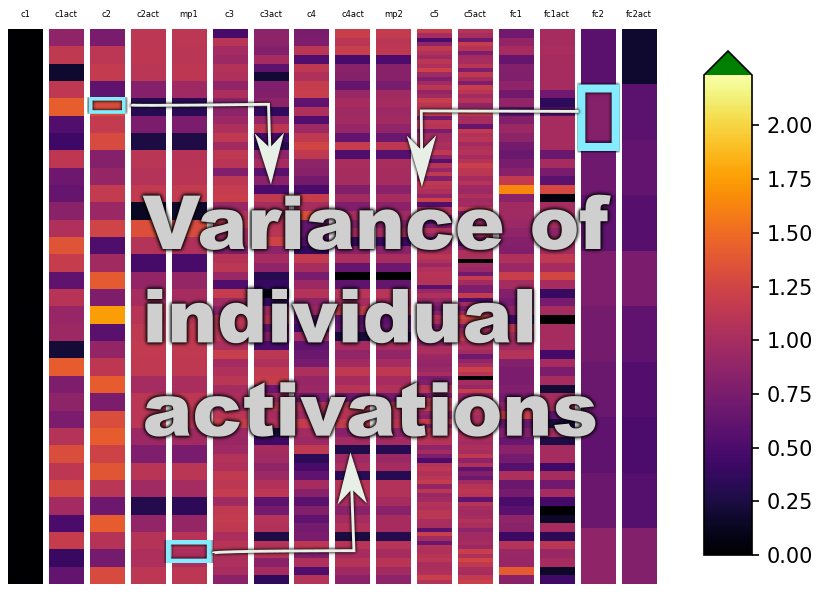 c1 c1act c2 c2act mp1 c3 c3act c4 c4act mp2 c5 c5act fc1 fc1act fc2 fc2act
Variance of
individual
activations
2.00
1.75
1.50
1.25
1.00
0.75
0.50
0.25
0.00